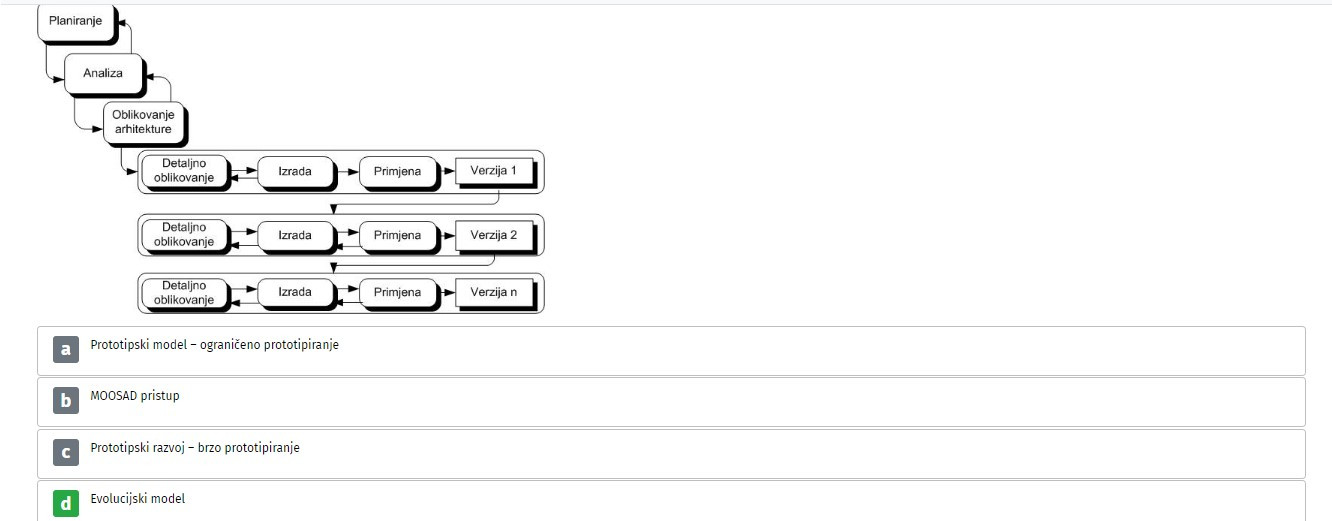 Planiranje
Analiza
Oblikovanje
arhitekture
Detaljno
oblikovanje
Izrada
Primjena
Verzija 1
Detaljno
oblikovanje
Izrada
Primjena
Verzija 2
Detaljno
oblikovanje
Izrada
Primjena
Verzija n
a Prototipski model – ograničeno prototipiranje
b MOOSAD pristup
c Prototipski razvoj – brzo prototipiranje
d Evolucijski model